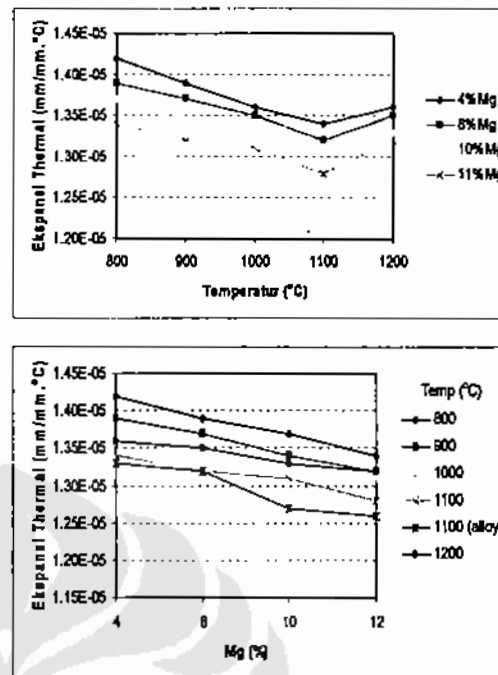 Ekspansi Thermal (mm/mm.°C)
1.45E-05
1.40E-05
1.35E-05
1.30E-05
1.25E-05
1.20E-05
800 900 1000 1100 1200
Temperatur (°C)
4%Mg
8%Mg
10%Mg
Ekspansi Thermal (mm/mm.°C)
1.45E-05
1.40E-05
1.35E-05
1.30E-05
1.25E-05
1.20E-05
1.15E-05
4 8 10 12
Mg (%)
Temp (°C)
800
900
1000
1100
1100 (alloy)
1200